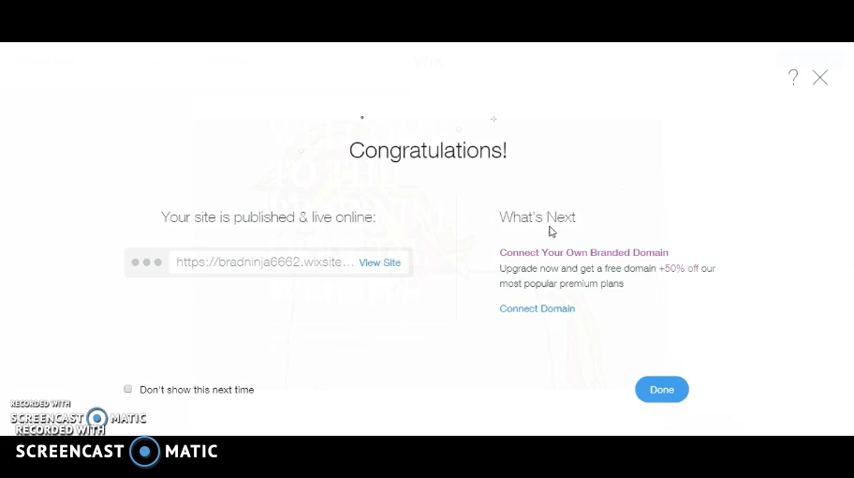 WIX
?
Congratulations!
Your site is published & live online:
https://bradninja6662.wixsite... View Site
What's Next
Connect Your Own Branded Domain
Upgrade now and get a free domain +50% off our
most popular premium plans
Connect Domain
Don't show this next time
Done
RECORDED WITH
SCREENCAST MATIC
RECORDED WITH
SCREENCAST MATIC